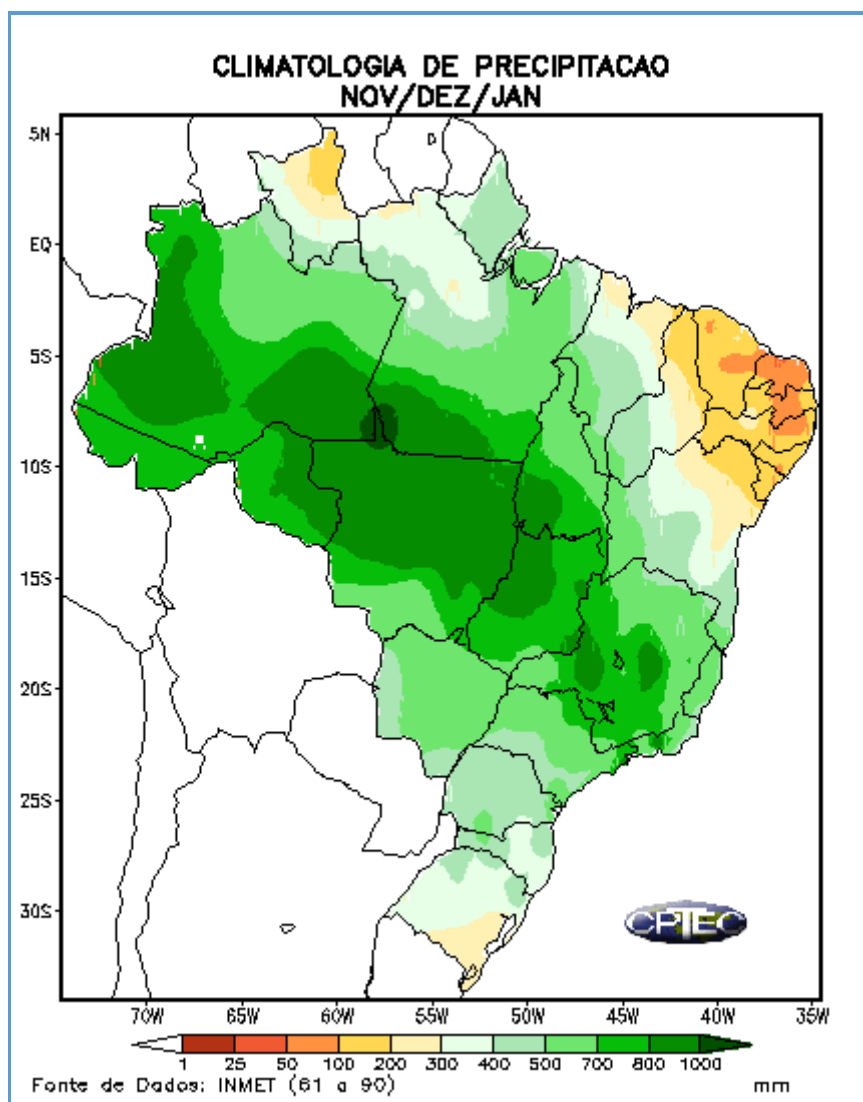 CLIMATOLOGIA DE PRECIPITACAO
NOV/DEZ/JAN
5N
EQ
5S
10S
15S
20S
25S
30S
CPTEC
70W 65W 60W 55W 50W 45W 40W 35W
1 25 50 100 200 300 400 500 700 800 1000
Fonte de Dados: INMET (61 a 90) mm